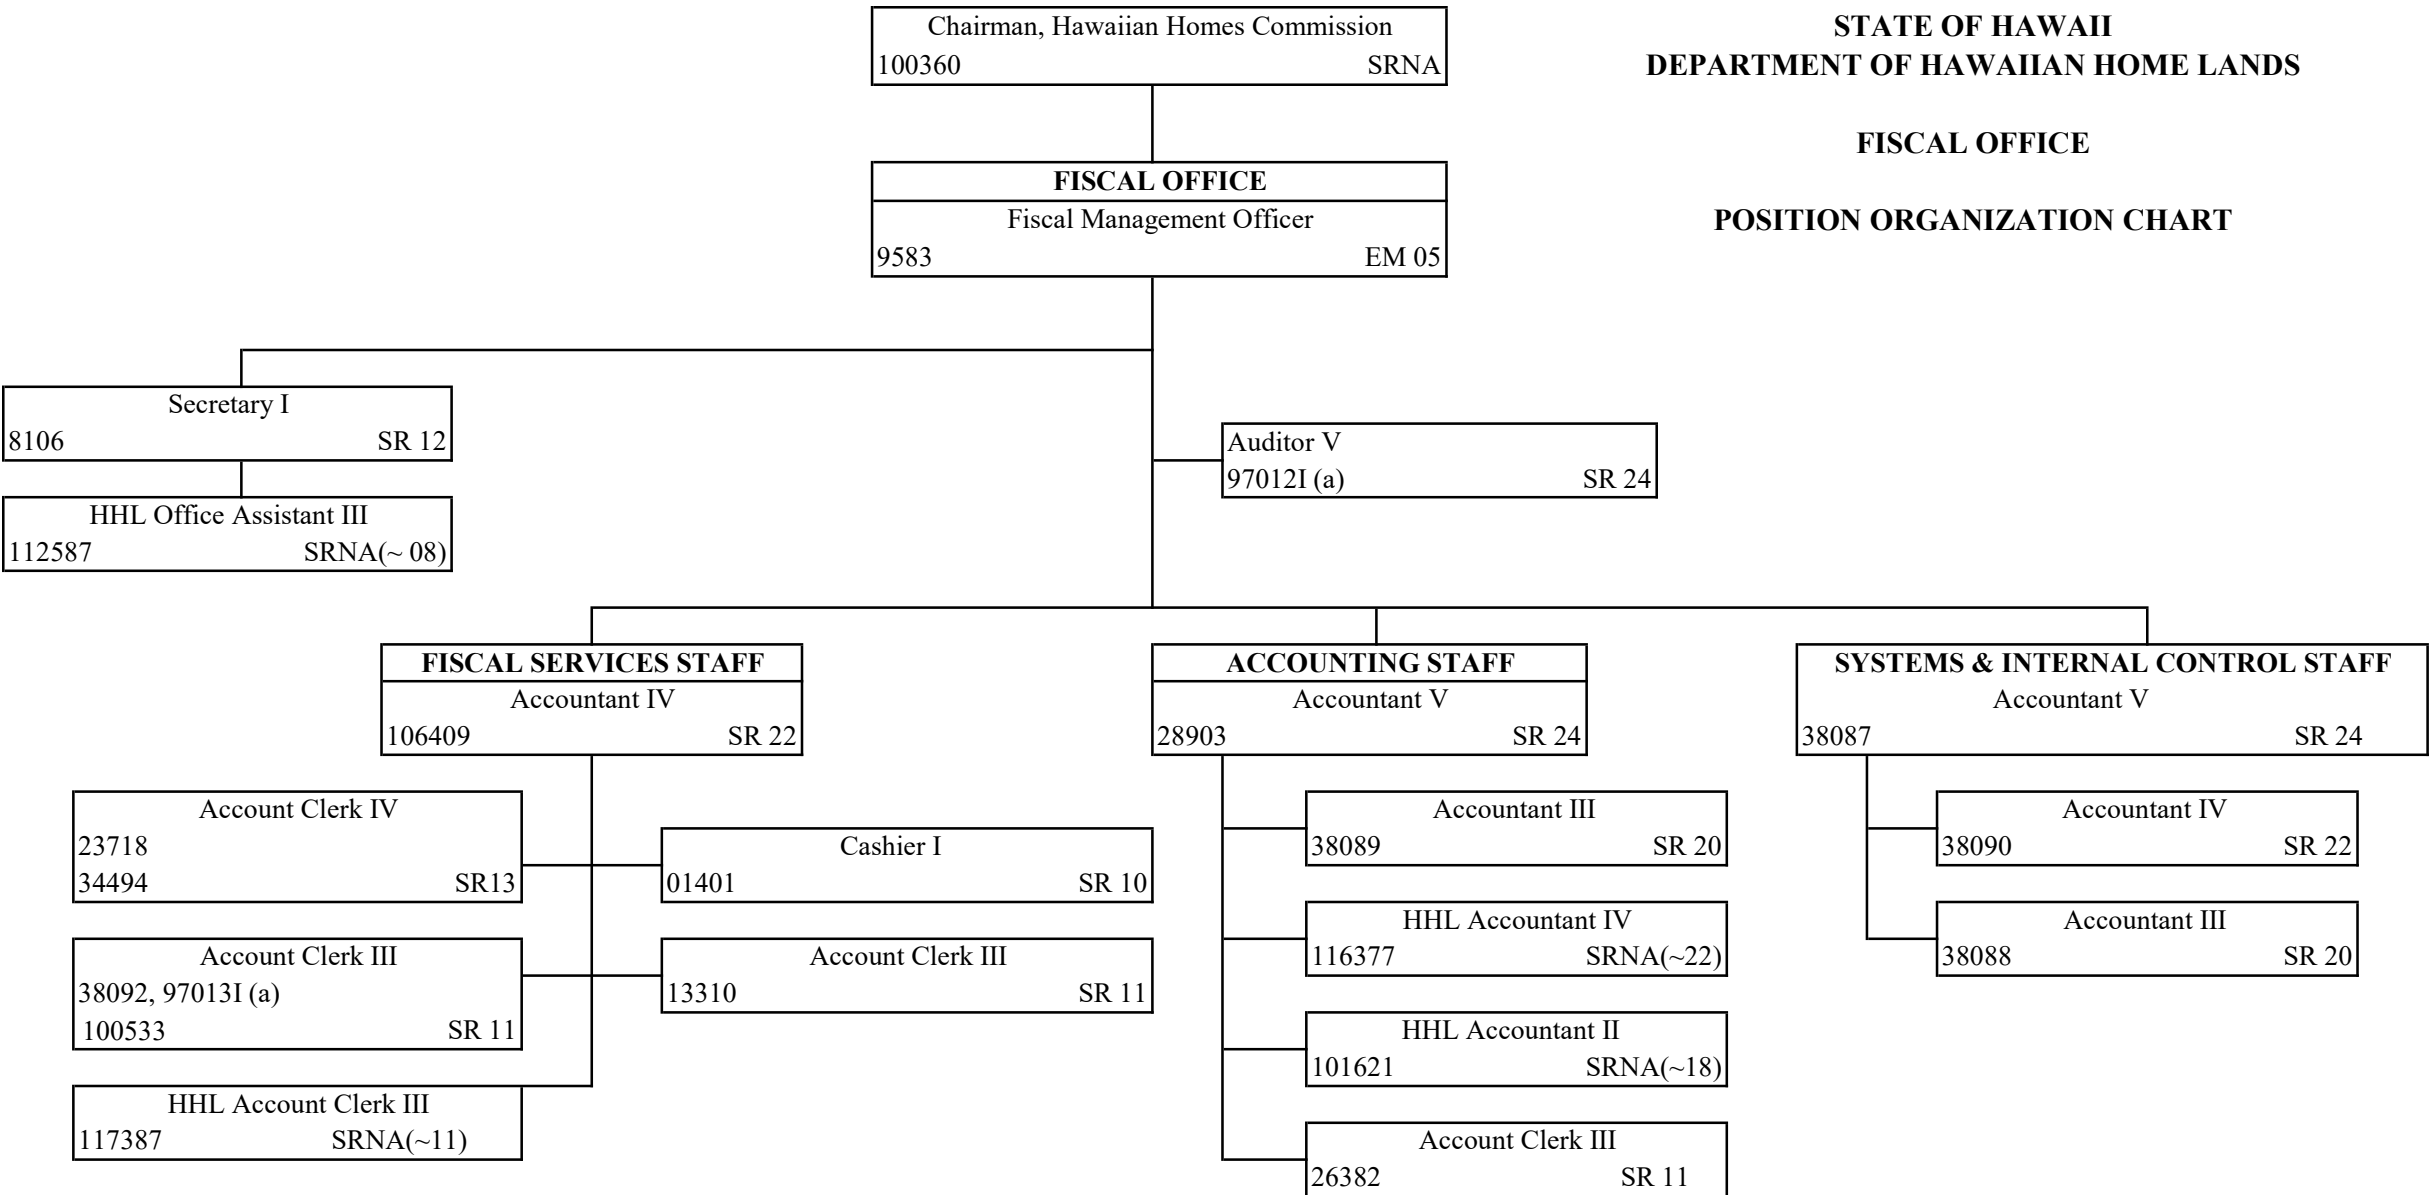 Chairman, Hawaiian Homes Commission
100360 SRNA
STATE OF HAWAII
DEPARTMENT OF HAWAIIAN HOME LANDS
FISCAL OFFICE
POSITION ORGANIZATION CHART
FISCAL OFFICE
Fiscal Management Officer
9583 EM 05
Secretary I
8106 SR 12
HHL Office Assistant III
112587 SRNA(~ 08)
Auditor V
97012I (a) SR 24
FISCAL SERVICES STAFF
Accountant IV
106409 SR 22
Account Clerk IV
23718
34494 SR13
Cashier I
01401 SR 10
Account Clerk III
38092, 97013I (a)
100533 SR 11
Account Clerk III
13310 SR 11
HHL Account Clerk III
117387 SRNA(~11)
ACCOUNTING STAFF
Accountant V
28903 SR 24
Accountant III
38089 SR 20
HHL Accountant IV
116377 SRNA(~22)
HHL Accountant II
101621 SRNA(~18)
Account Clerk III
26382 SR 11
SYSTEMS & INTERNAL CONTROL STAFF
Accountant V
38087 SR 24
Accountant IV
38090 SR 22
Accountant III
38088 SR 20